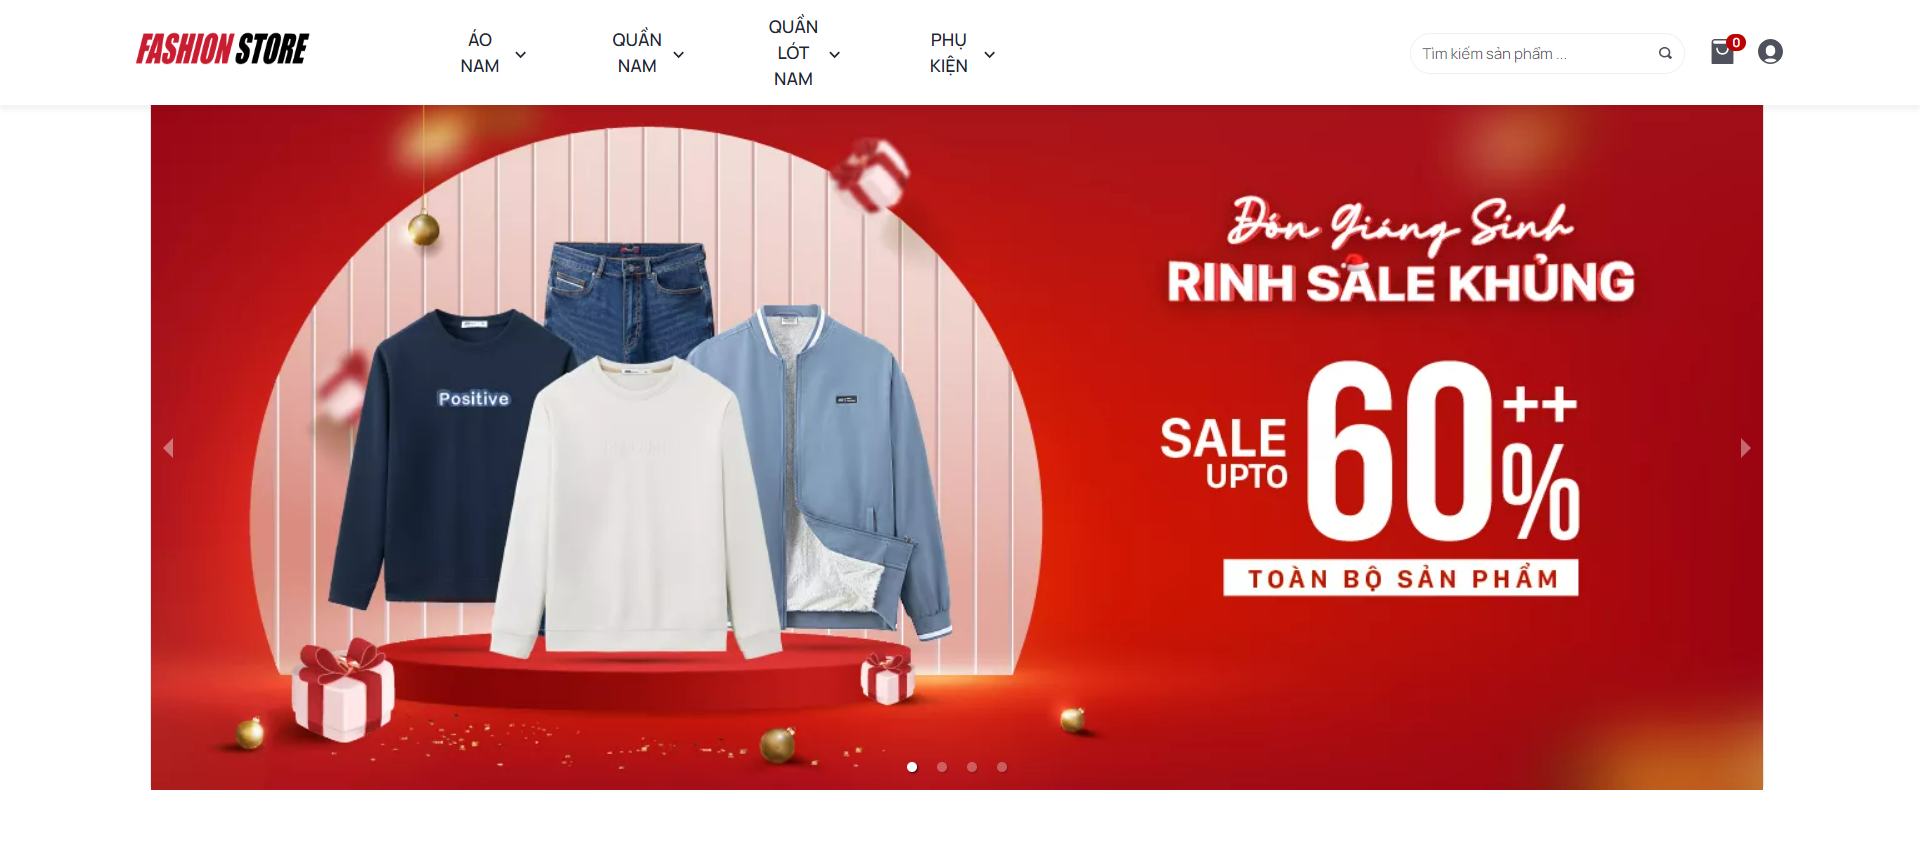 FASHION STORE
ÁO
NAM
QUẦN
NAM
QUẦN
LÓT
NAM
PHỤ
KIỆN
Tìm kiếm sản phẩm ...
0
Đón Giáng Sinh
RINH SALE KHỦNG
SALE
UPTO
60++
%
TOÀN BỘ SẢN PHẨM
Positive